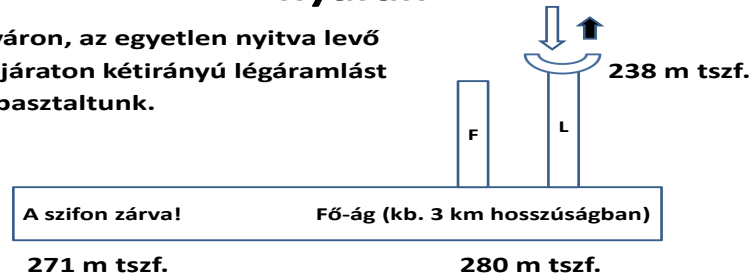 váron, az egyetlen nyitva levő
járaton kétirányú légáramlást
238 m tszf.
F
L
A szifon zárva!
Fő-ág (kb. 3 km hosszúságban)
271 m tszf.
280 m tszf.